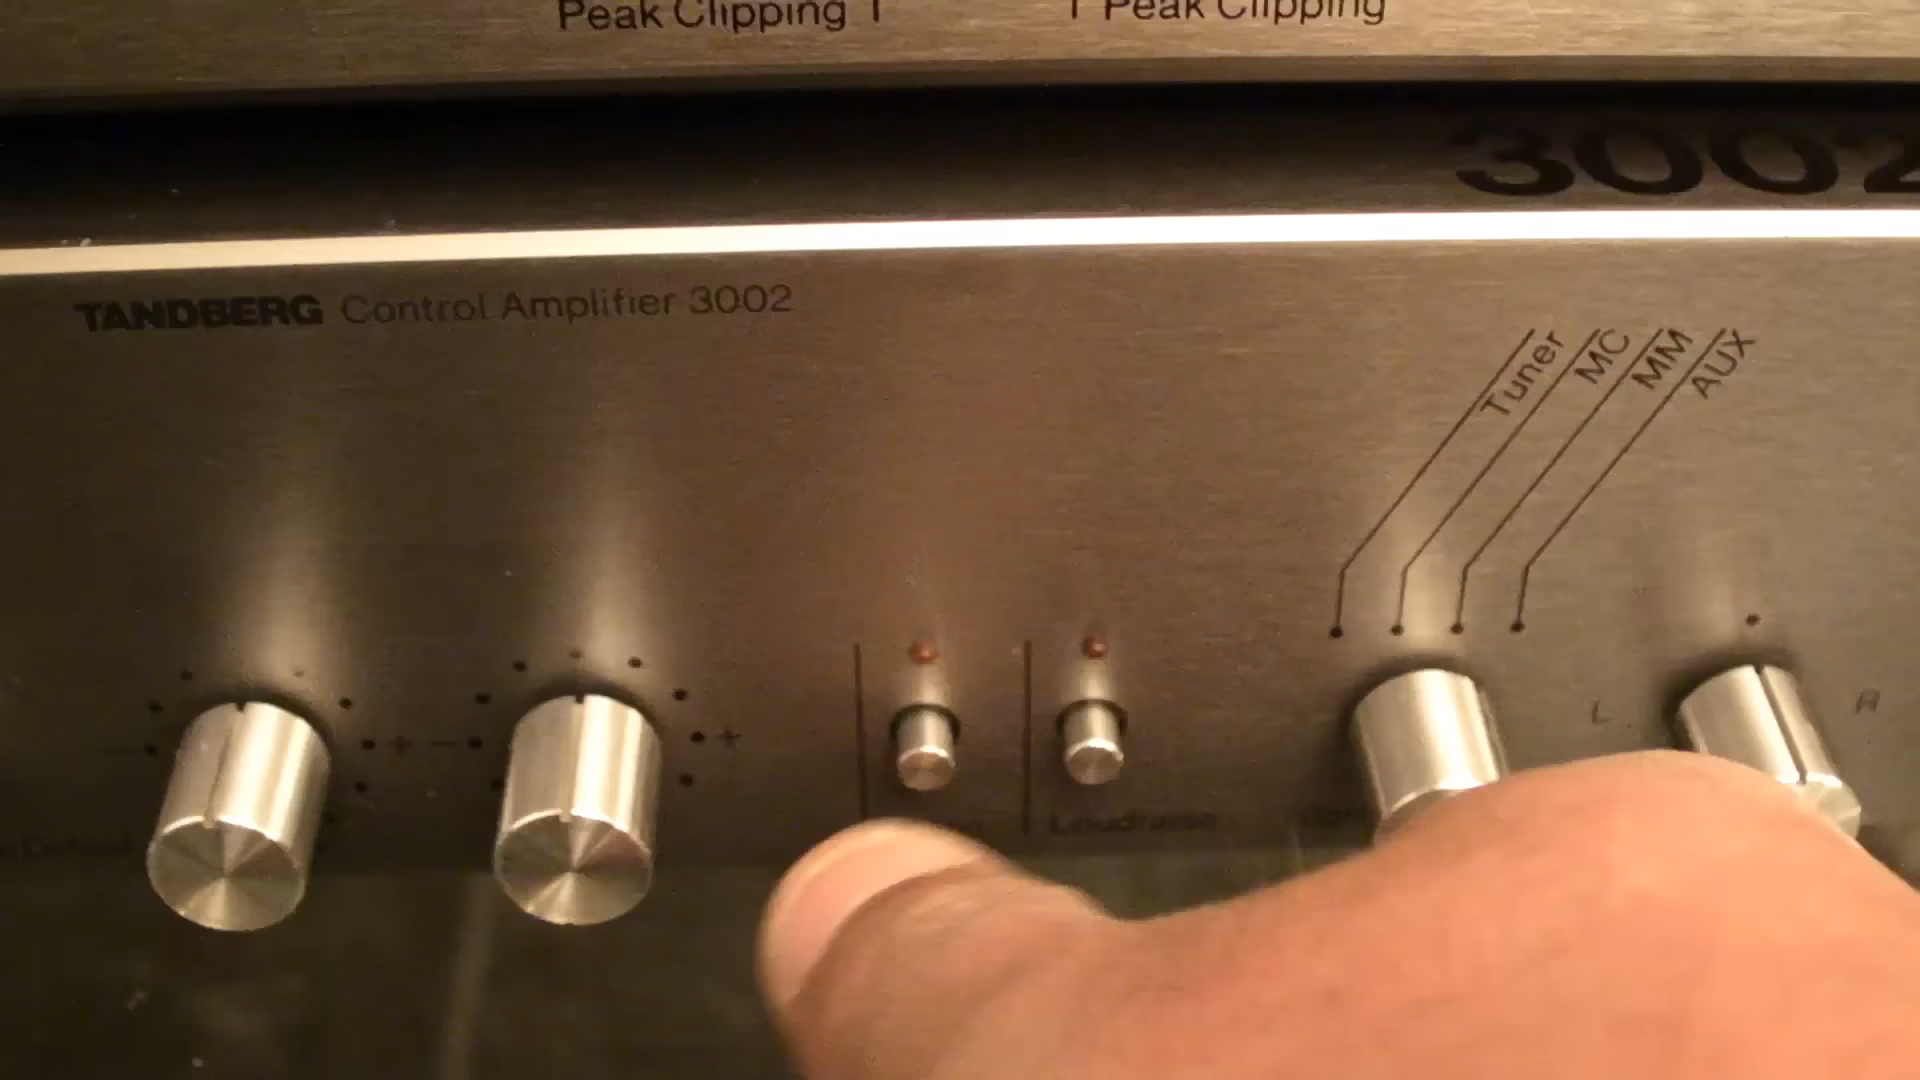 Peak Clipping
Peak Clipping
3002
TANDBERG Control Amplifier 3002
Tuner
MC
MM
AUX
L
R
+
+
Loudness